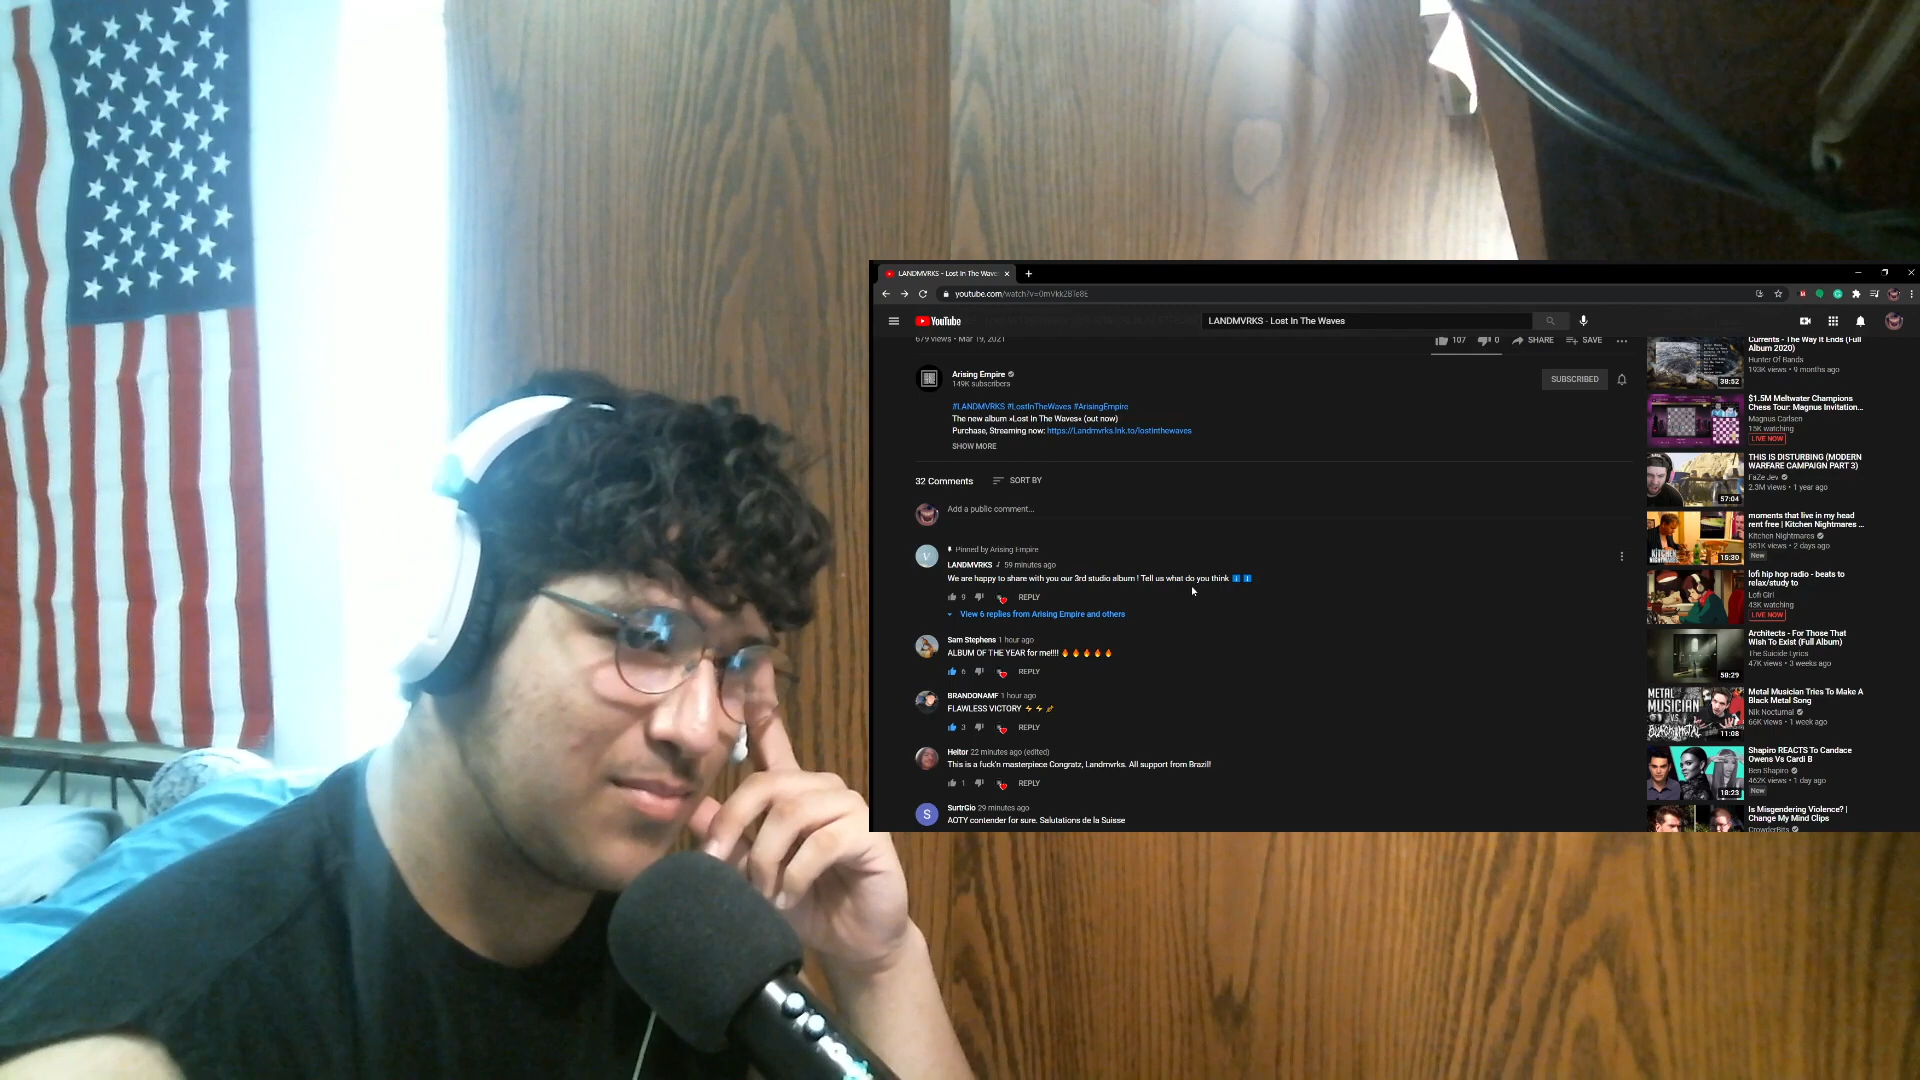 LANDMVRKS - Lost In The Wave
youtube.com/watch?v=0mVkk2BTe8E
YouTube
LANDMVRKS - Lost In The Waves
679 views • Mar 19, 2021
107
0
SHARE
SAVE
Arising Empire
149K subscribers
SUBSCRIBED
#LANDMVRKS #LostInTheWaves #ArisingEmpire
The new album »Lost In The Waves« (out now)
Purchase, Streaming now: https://Landmvrks.lnk.to/lostinthewaves
SHOW MORE
32 Comments
SORT BY
Add a public comment...
V
Pinned by Arising Empire
LANDMVRKS 59 minutes ago
We are happy to share with you our 3rd studio album ! Tell us what do you think
9
REPLY
View 6 replies from Arising Empire and others
Sam Stephens 1 hour ago
ALBUM OF THE YEAR for me!!!! 🔥🔥🔥🔥🔥
6
REPLY
BRANDONAMF 1 hour ago
FLAWLESS VICTORY ⚡⚡
3
REPLY
Heitor 22 minutes ago (edited)
This is a fuck'n masterpiece Congratz, Landmvrks. All support from Brazil!
1
REPLY
S
SurtrGio 29 minutes ago
AOTY contender for sure. Salutations de la Suisse
Currents - The Way It Ends (Full
Album 2020)
Hunter Of Bands
193K views • 9 months ago
38:52
$1.5M Meltwater Champions
Chess Tour: Magnus Invitation...
Magnus Carlsen
15K watching
LIVE NOW
THIS IS DISTURBING (MODERN
WARFARE CAMPAIGN PART 3)
FaZe Jev
2.3M views • 1 year ago
57:04
moments that live in my head
rent free | Kitchen Nightmares ...
Kitchen Nightmares
581K views • 2 days ago
New
15:30
lofi hip hop radio - beats to
relax/study to
Lofi Girl
43K watching
LIVE NOW
Architects - For Those That
Wish To Exist (Full Album)
The Suicide Lyrics
47K views • 3 weeks ago
58:29
Metal Musician Tries To Make A
Black Metal Song
Nik Nocturnal
66K views • 1 week ago
METAL
MUSICIAN
VS
BLACK METAL
11:08
Shapiro REACTS To Candace
Owens Vs Cardi B
Ben Shapiro
462K views • 1 day ago
New
18:23
Is Misgendering Violence? |
Change My Mind Clips
CrowderBits